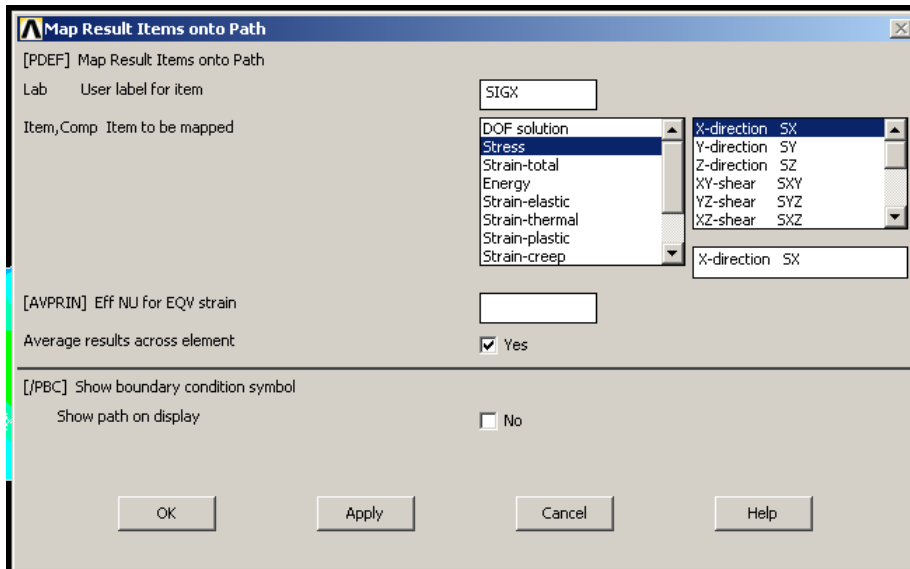 Map Result Items onto Path
[PDEF] Map Result Items onto Path
Lab User label for item
SIGX
Item,Comp Item to be mapped
DOF solution
Stress
Strain-total
Energy
Strain-elastic
Strain-thermal
Strain-plastic
Strain-creep
X-direction SX
Y-direction SY
Z-direction SZ
XY-shear SXY
YZ-shear SYZ
XZ-shear SXZ
X-direction SX
[AVPRIN] Eff NU for EQV strain
Average results across element
Yes
[/PBC] Show boundary condition symbol
Show path on display
No
OK Apply Cancel Help